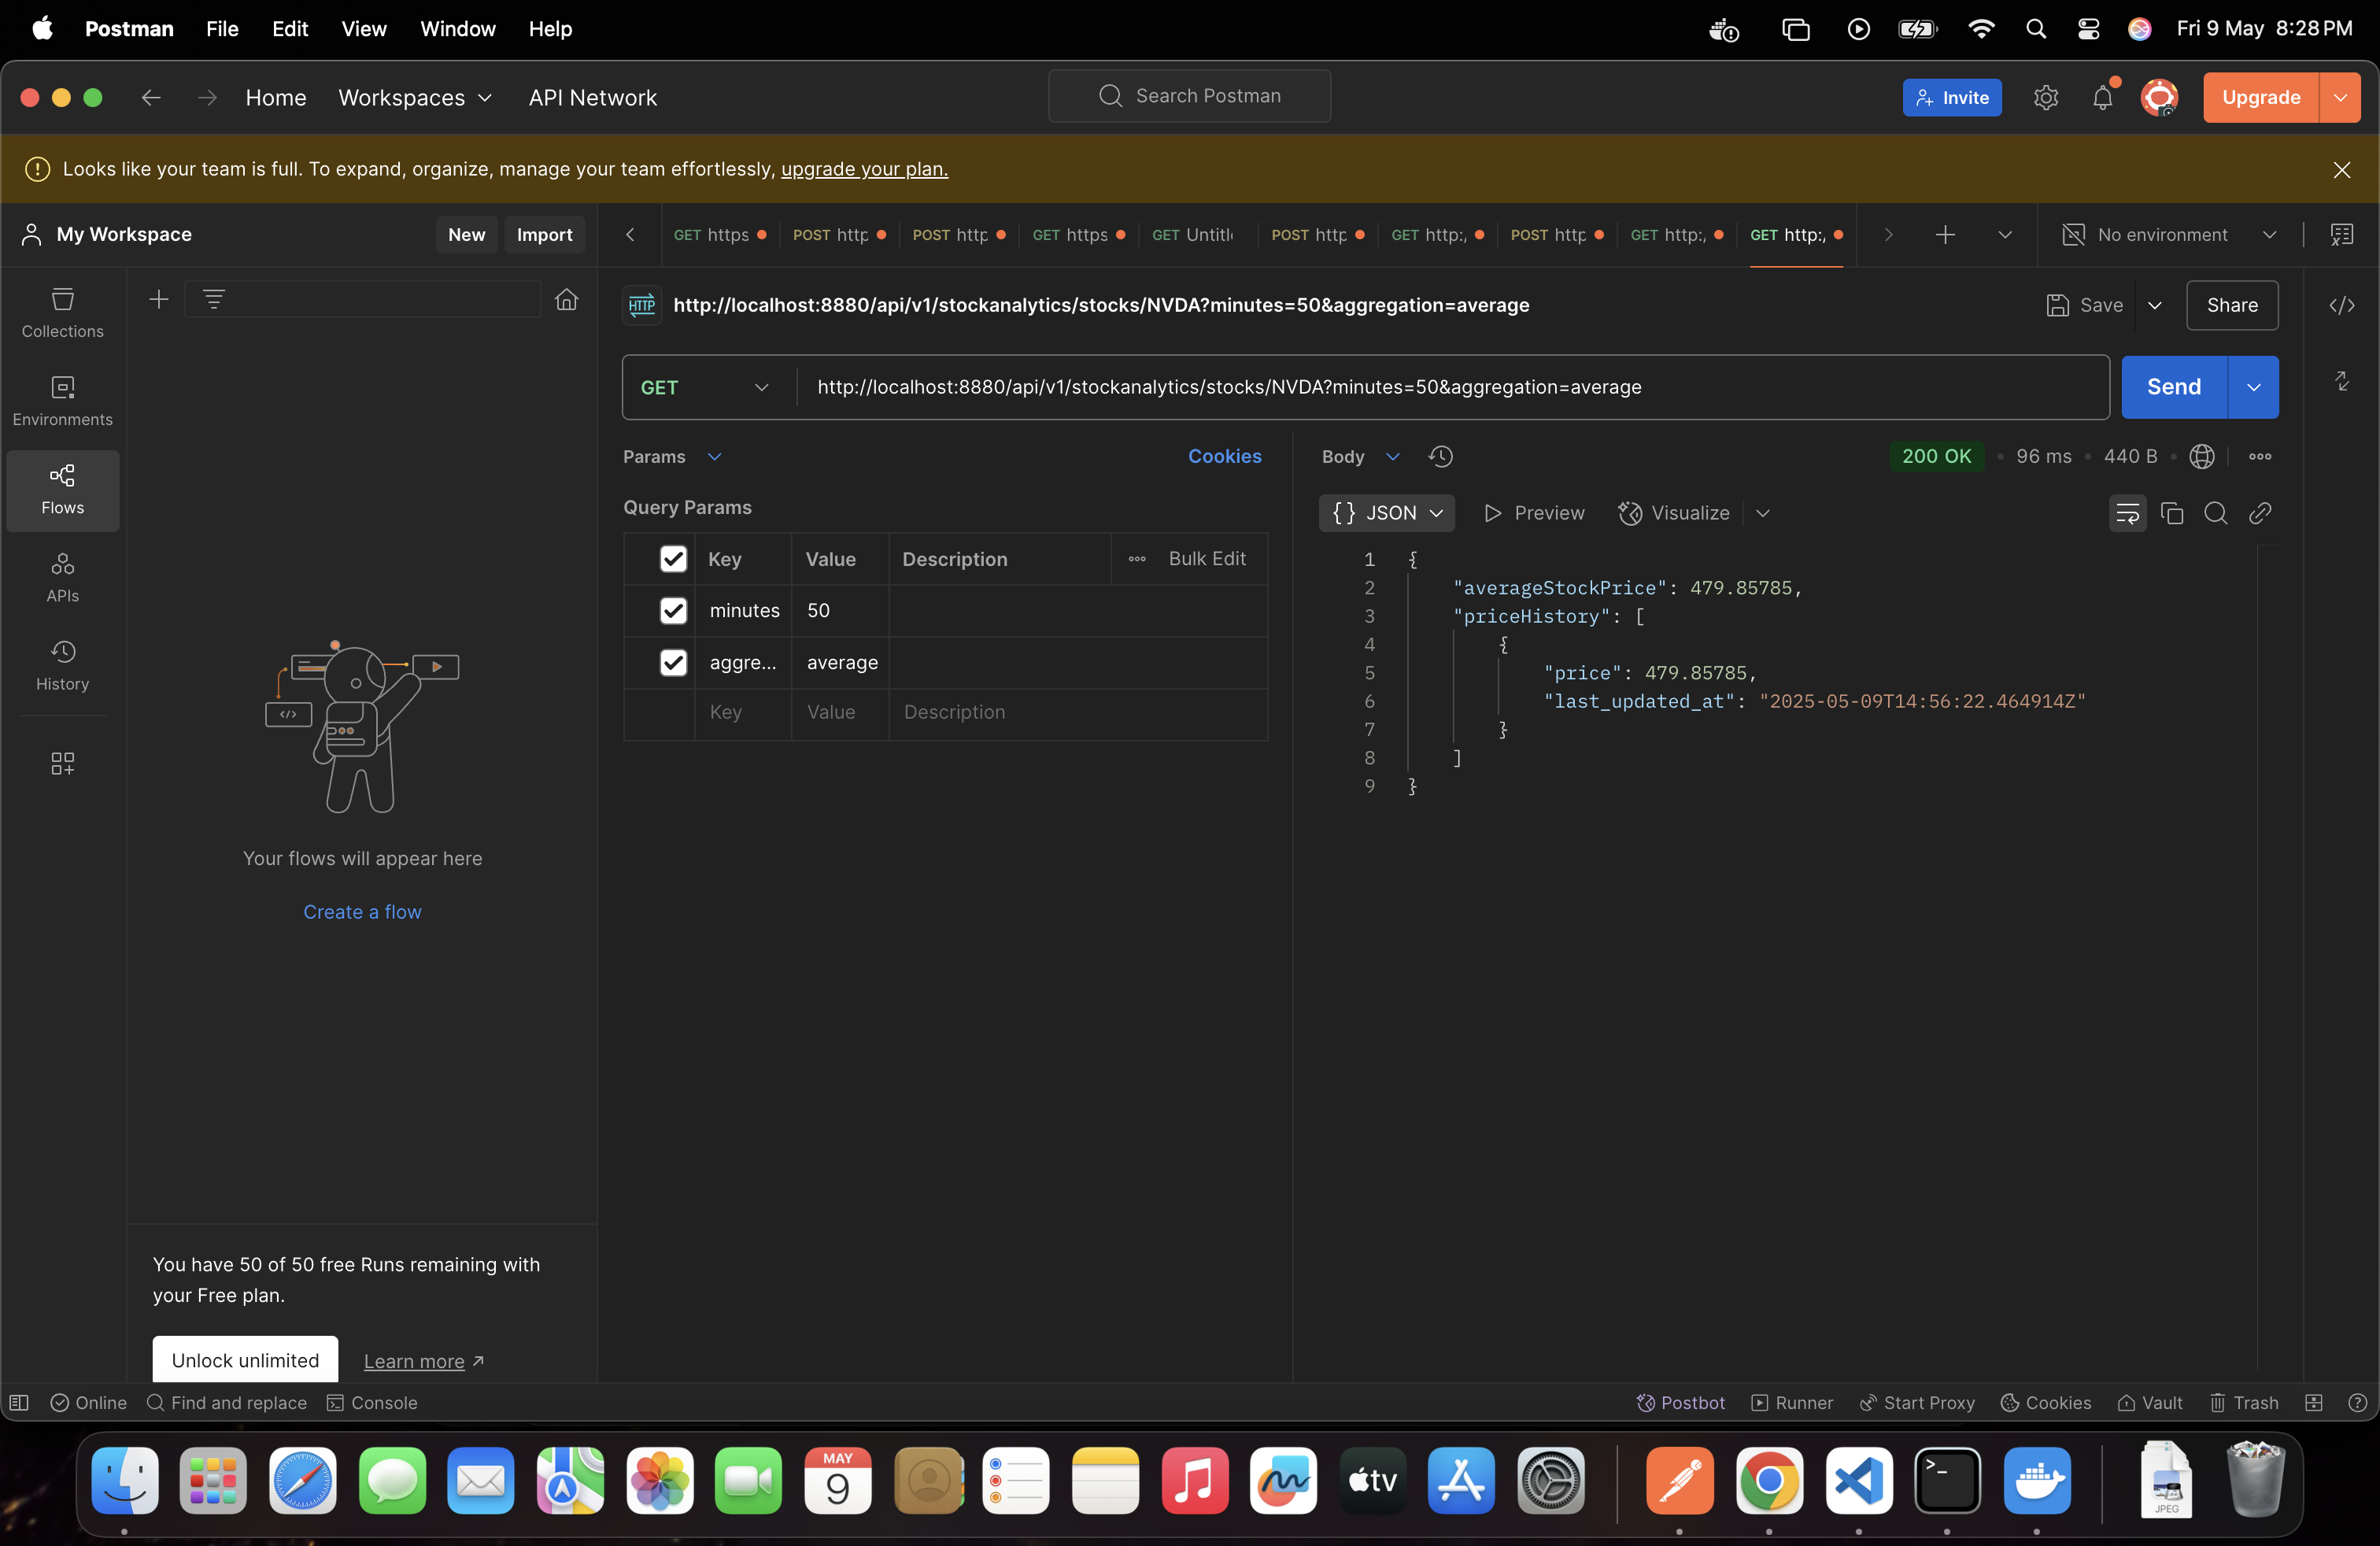 Postman File Edit View Window Help Fri 9 May 8:28 PM
Home Workspaces API Network Search Postman Invite Upgrade
Looks like your team is full. To expand, organize, manage your team effortlessly, upgrade your plan.
My Workspace New Import
GET https POST http POST http GET https GET Untitl POST http GET http:, POST http GET http:, GET http:, No environment
Collections
Environments
Flows
APIs
History
Your flows will appear here
Create a flow
You have 50 of 50 free Runs remaining with
your Free plan.
Unlock unlimited Learn more ↗
HTTP http://localhost:8880/api/v1/stockanalytics/stocks/NVDA?minutes=50&aggregation=average Save Share
GET http://localhost:8880/api/v1/stockanalytics/stocks/NVDA?minutes=50&aggregation=average Send
Params Cookies
Query Params
Key Value Description Bulk Edit
minutes 50
aggre... average
Key Value Description
Body 200 OK • 96 ms • 440 B
{} JSON Preview Visualize
1 {
2 "averageStockPrice": 479.85785,
3 "priceHistory": [
4 {
5 "price": 479.85785,
6 "last_updated_at": "2025-05-09T14:56:22.464914Z"
7 }
8 ]
9 }
Online Find and replace Console Postbot Runner Start Proxy Cookies Vault Trash
MAY
9
tv
JPEG